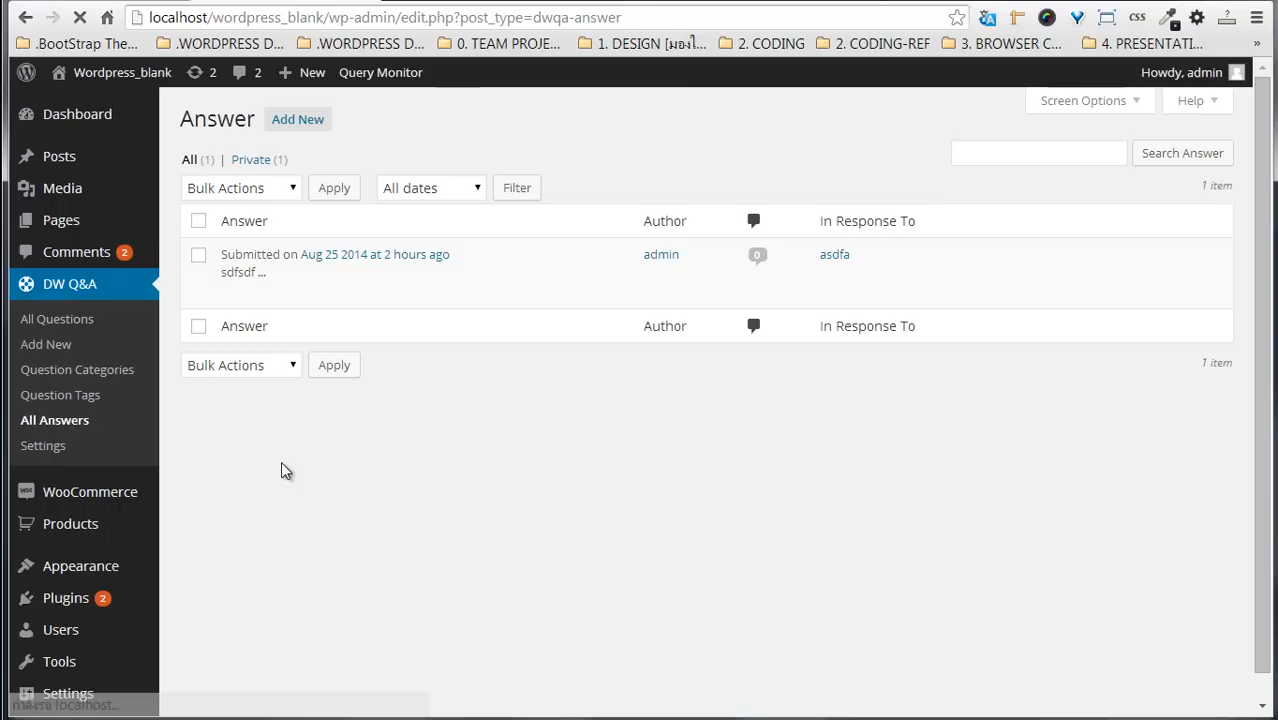 localhost/wordpress_blank/wp-admin/edit.php?post_type=dwqa-answer
.BootStrap The... .WORDPRESS D... .WORDPRESS D... 0. TEAM PROJE... 1. DESIGN [มองใ... 2. CODING 2. CODING-REF 3. BROWSER C... 4. PRESENTATI... »
Wordpress_blank 2 2 New Query Monitor Howdy, admin
Screen Options Help
Answer Add New
All (1) | Private (1)
Search Answer
Bulk Actions Apply All dates Filter
1 item
Answer Author In Response To
Submitted on Aug 25 2014 at 2 hours ago admin 0 asdfa
sdfsdf ...
Answer Author In Response To
Bulk Actions Apply
1 item
Dashboard
Posts
Media
Pages
Comments 2
DW Q&A
All Questions
Add New
Question Categories
Question Tags
All Answers
Settings
WooCommerce
Products
Appearance
Plugins 2
Users
Tools
Settings
localhost...